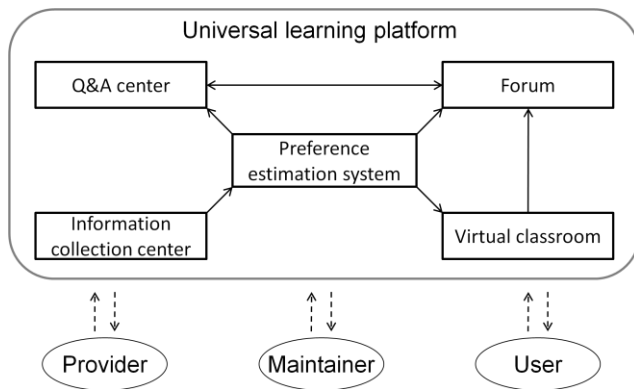 Universal learning platform
Q&A center
Forum
Preference
estimation system
Information
collection center
Virtual classroom
Provider
Maintainer
User